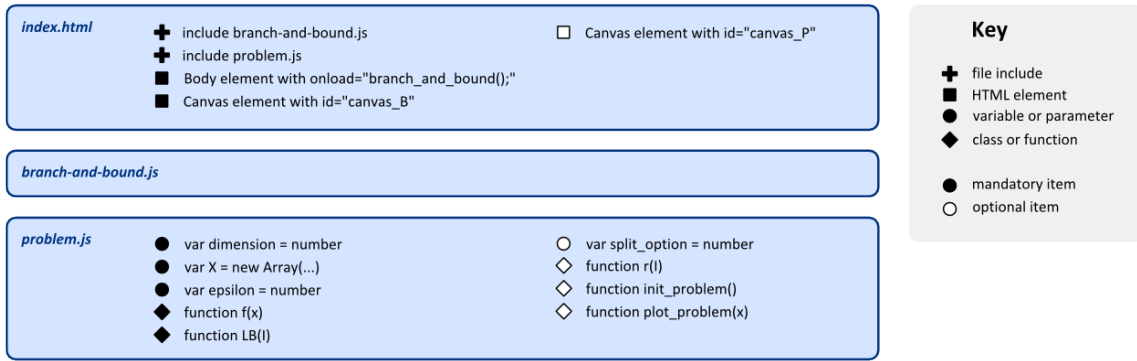 index.html
include branch-and-bound.js
include problem.js
Body element with onload="branch_and_bound();"
Canvas element with id="canvas_B"
Canvas element with id="canvas_P"
branch-and-bound.js
problem.js
var dimension = number
var X = new Array(...)
var epsilon = number
function f(x)
function LB(I)
var split_option = number
function r(I)
function init_problem()
function plot_problem(x)
Key
file include
HTML element
variable or parameter
class or function
mandatory item
optional item